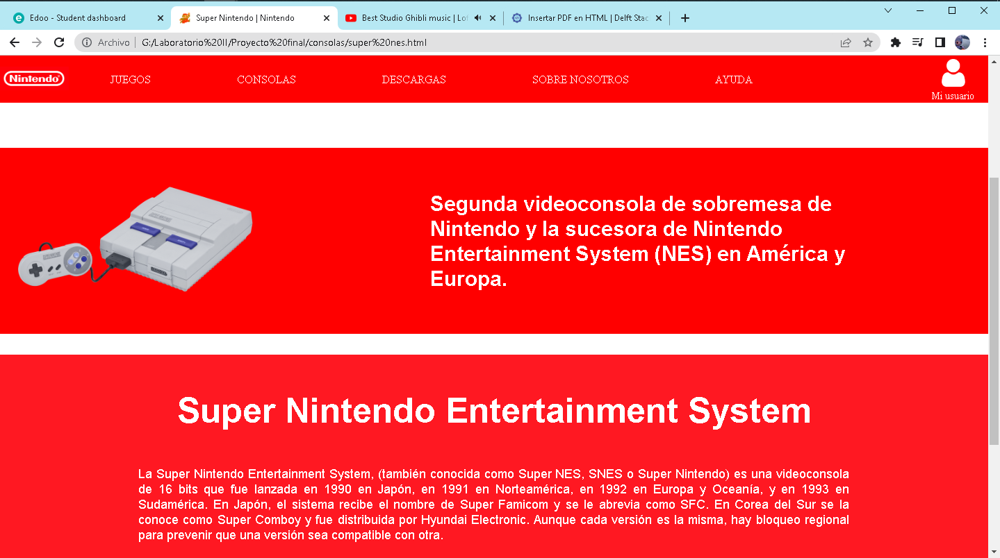 Edoo - Student dashboard
Super Nintendo | Nintendo
Best Studio Ghibli music | Lof
Insertar PDF en HTML | Delft Stac
Archivo | G:/Laboratorio%20II/Proyecto%20final/consolas/super%20nes.html
Nintendo
JUEGOS
CONSOLAS
DESCARGAS
SOBRE NOSOTROS
AYUDA
Mi usuario
Segunda videoconsola de sobremesa de
Nintendo y la sucesora de Nintendo
Entertainment System (NES) en América y
Europa.
Super Nintendo Entertainment System
La Super Nintendo Entertainment System, (también conocida como Super NES, SNES o Super Nintendo) es una videoconsola
de 16 bits que fue lanzada en 1990 en Japón, en 1991 en Norteamérica, en 1992 en Europa y Oceanía, y en 1993 en
Sudamérica. En Japón, el sistema recibe el nombre de Super Famicom y se le abrevia como SFC. En Corea del Sur se la
conoce como Super Comboy y fue distribuida por Hyundai Electronic. Aunque cada versión es la misma, hay bloqueo regional
para prevenir que una versión sea compatible con otra.